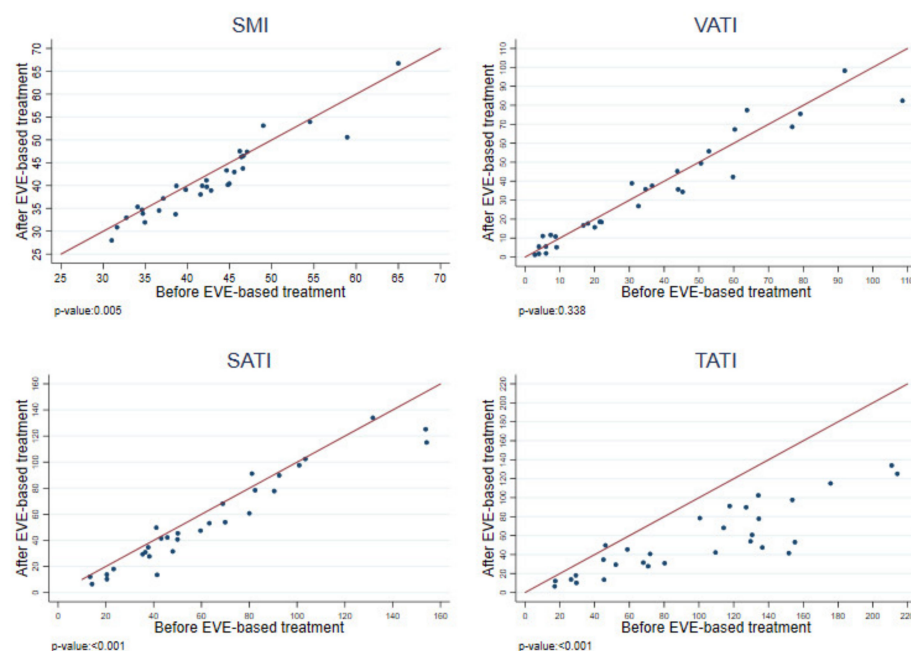 SMI
After EVE-based treatment
70
65
60
55
50
45
40
35
30
25
25 30 35 40 45 50 55 60 65 70
Before EVE-based treatment
p-value:0.005
VATI
After EVE-based treatment
110
100
90
80
70
60
50
40
30
20
10
0
0 10 20 30 40 50 60 70 80 90 100 110
Before EVE-based treatment
p-value:0.338
SATI
After EVE-based treatment
160
140
120
100
80
60
40
20
0
0 20 40 60 80 100 120 140 160
Before EVE-based treatment
p-value:<0.001
TATI
After EVE-based treatment
220
200
180
160
140
120
100
80
60
40
20
0
0 20 40 60 80 100 120 140 160 180 200 220
Before EVE-based treatment
p-value:<0.001